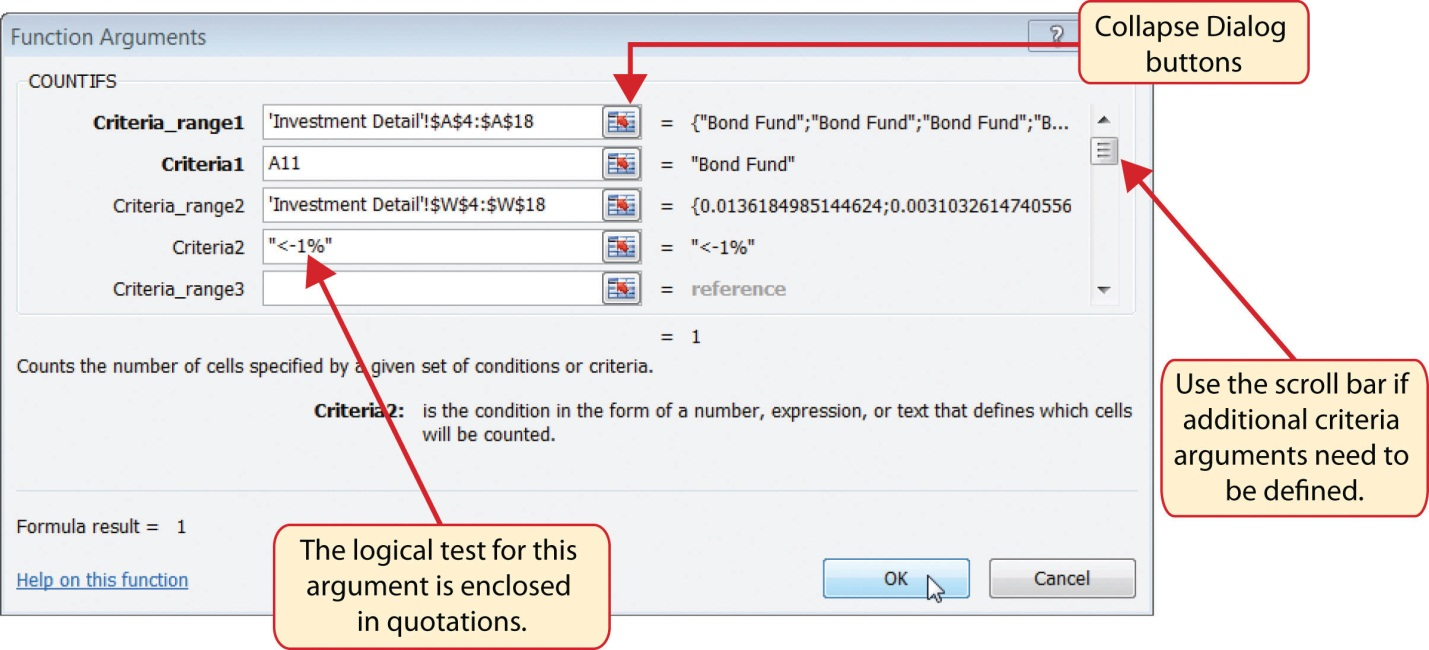 Function Arguments
Collapse Dialog
buttons
COUNTIFS
Criteria_range1 'Investment Detail'!$A$4:$A$18 = {"Bond Fund";"Bond Fund";"Bond Fund";"B...
Criteria1 A11 = "Bond Fund"
Criteria_range2 'Investment Detail'!$W$4:$W$18 = {0.0136184985144624;0.0031032614740556
Criteria2 "<-1%" = "<-1%"
Criteria_range3 = reference
= 1
Counts the number of cells specified by a given set of conditions or criteria.
Criteria2: is the condition in the form of a number, expression, or text that defines which cells
will be counted.
Use the scroll bar if
additional criteria
arguments need to
be defined.
Formula result = 1
The logical test for this
argument is enclosed
in quotations.
Help on this function
OK
Cancel